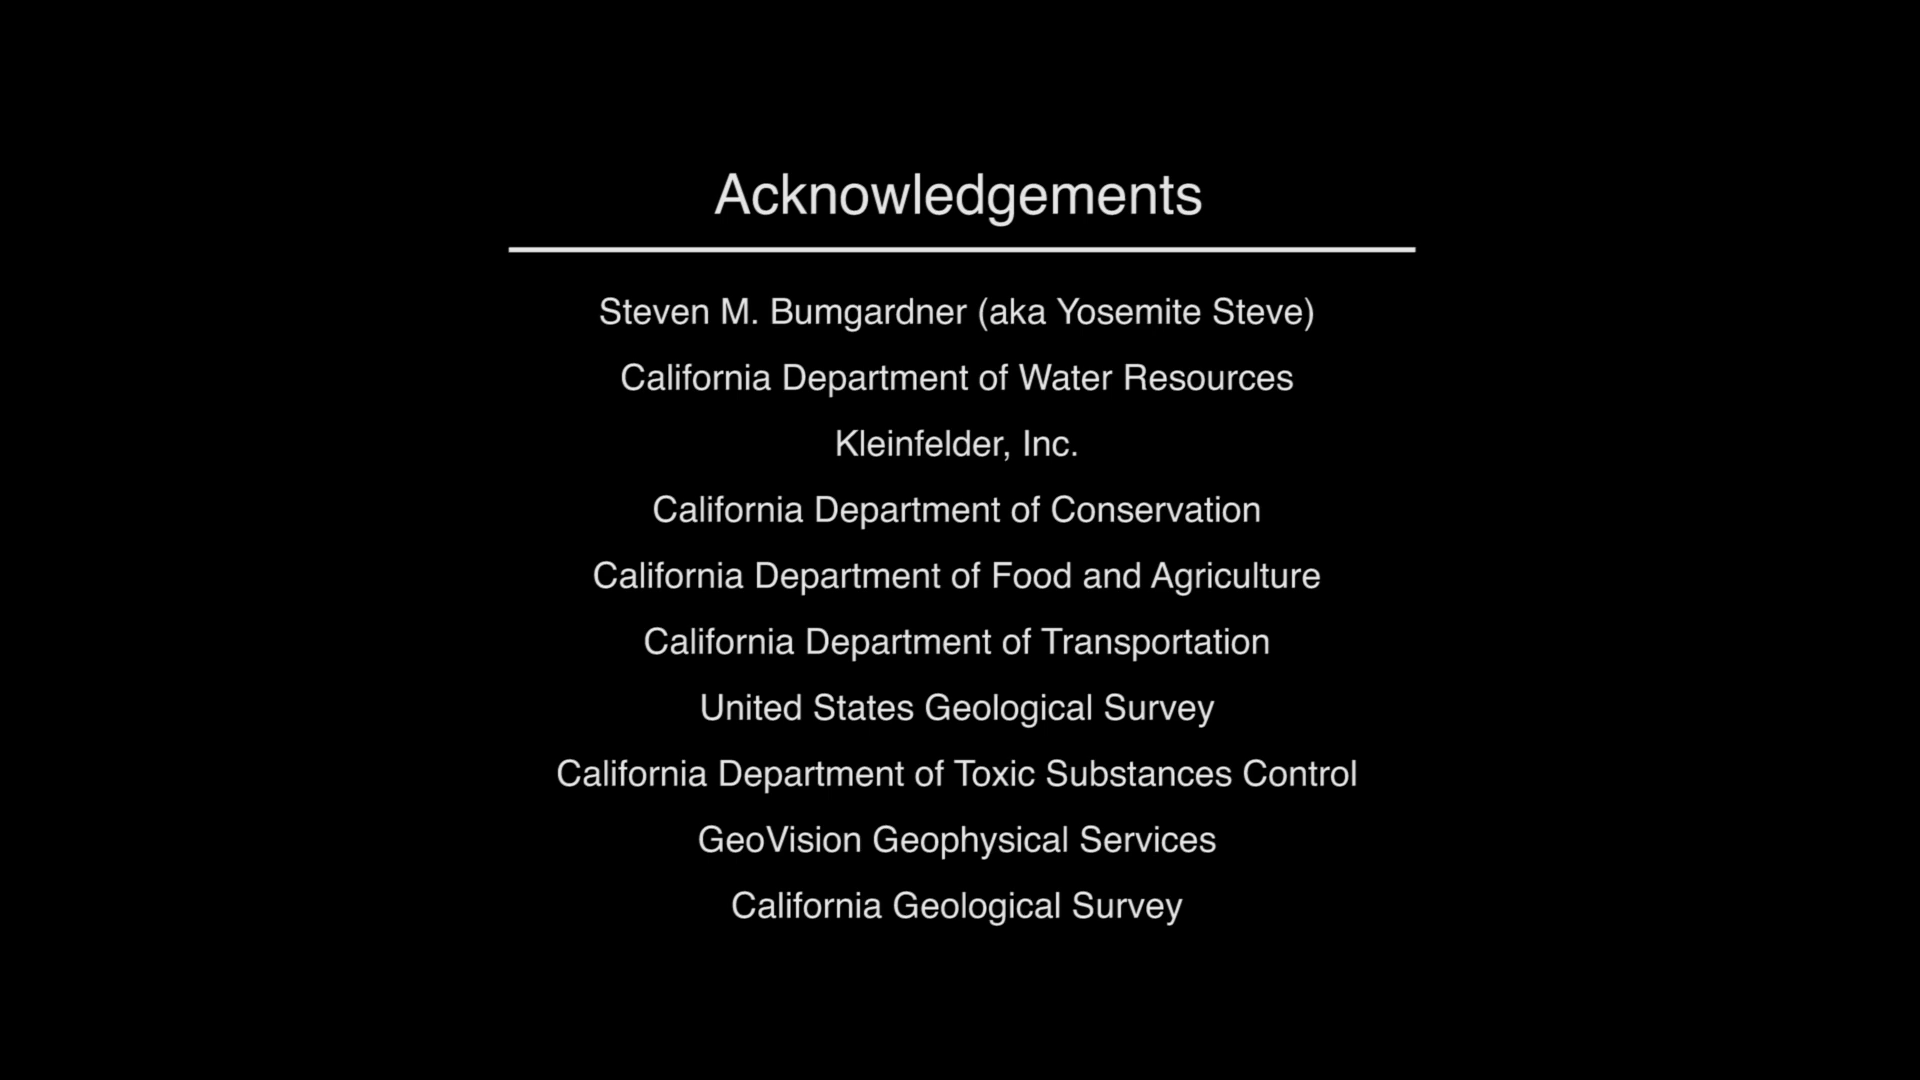 Acknowledgements
Steven M. Bumgardner (aka Yosemite Steve)
California Department of Water Resources
Kleinfelder, Inc.
California Department of Conservation
California Department of Food and Agriculture
California Department of Transportation
United States Geological Survey
California Department of Toxic Substances Control
GeoVision Geophysical Services
California Geological Survey